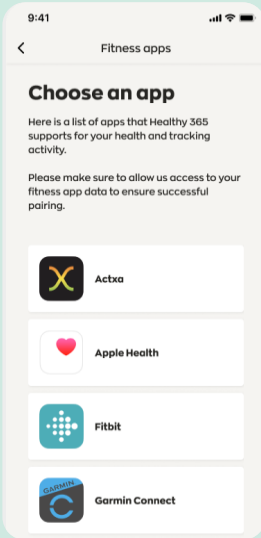 9:41
Fitness apps
Choose an app
Here is a list of apps that Healthy 365
supports for your health and tracking
activity.
Please make sure to allow us access to your
fitness app data to ensure successful
pairing.
Actxa
Apple Health
Fitbit
GARMIN
Garmin Connect